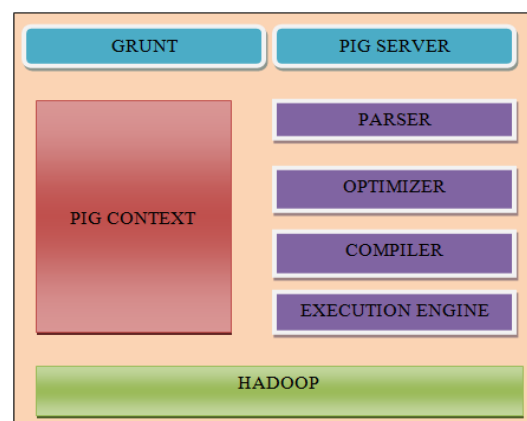 GRUNT
PIG SERVER
PIG CONTEXT
PARSER
OPTIMIZER
COMPILER
EXECUTION ENGINE
HADOOP